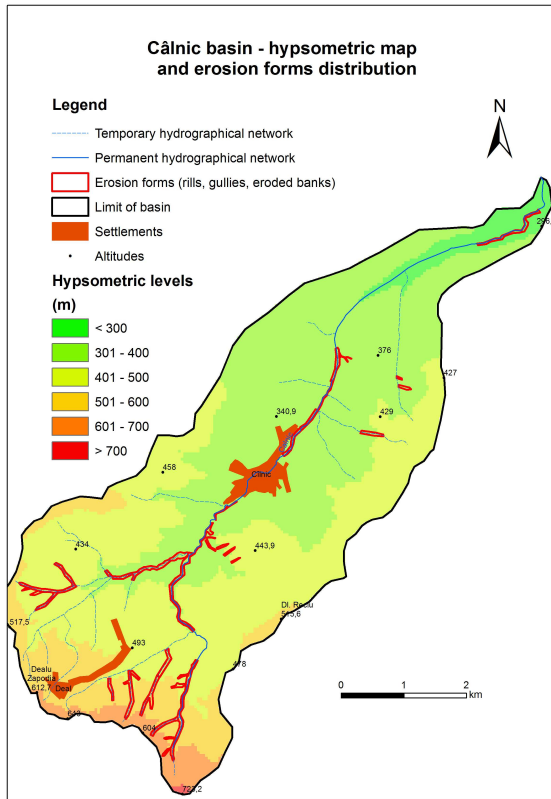 Câlnic basin - hypsometric map
and erosion forms distribution
Legend
Temporary hydrographical network
Permanent hydrographical network
Erosion forms (rills, gullies, eroded banks)
Limit of basin
Settlements
Altitudes
Hypsometric levels
(m)
< 300
301 - 400
401 - 500
501 - 600
601 - 700
> 700
N
296,
376
427
340,9
429
458
Câlnic
434
443,9
517,5
Dl. Reciu
515,6
493
478
Dealu
Zapodia
612,7
Deal
604
0 1 2
km